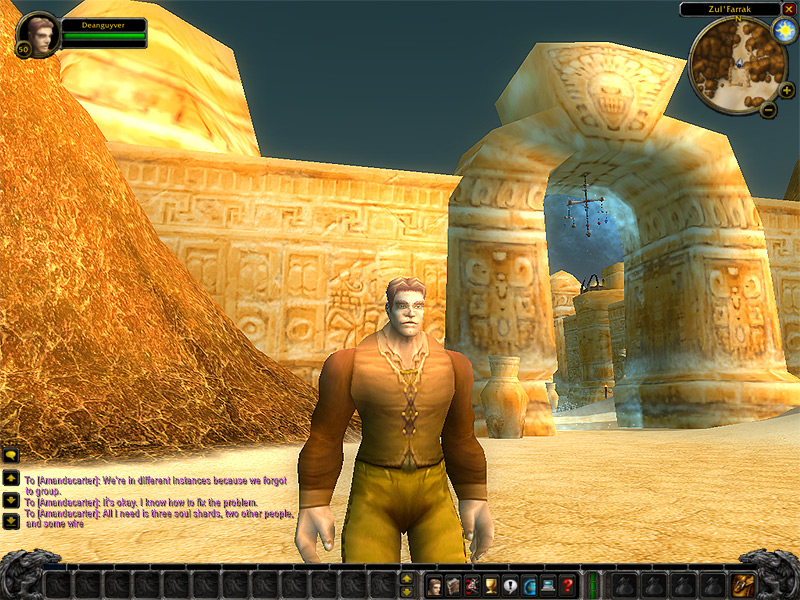 Deanguyver
50
Zul'Farrak
N
To [Amandacarter]: We're in different instances because we forgot
to group.
To [Amandacarter]: It's okay. I know how to fix the problem.
To [Amandacarter]: All I need is three soul shards, two other people,
and some wire